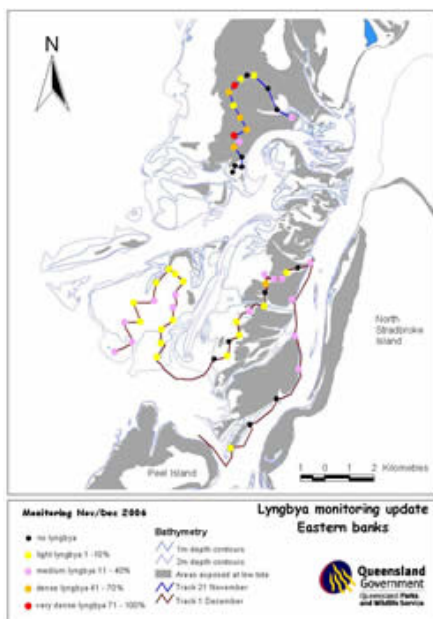 N
North
Stradbroke
Island
Peel Island
1 0 1 2 Kilometres
Monitoring Nov/Dec 2006
no lyngbya
light lyngbya 1 -10%
medium lyngbya 11 - 40%
dense lyngbya 41 - 70%
very dense lyngbya 71 - 100%
Bathymetry
1m depth contours
2m depth contours
Areas exposed at low tide
Track 21 November
Track 1 December
Lyngbya monitoring update
Eastern banks
Queensland
Government
Queensland Parks
and Wildlife Service